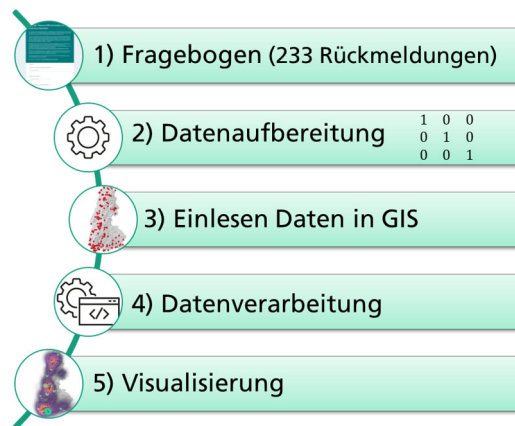 1) Fragebogen (233 Rückmeldungen)
2) Datenaufbereitung
1 0 0
0 1 0
0 0 1
3) Einlesen Daten in GIS
4) Datenverarbeitung
</>
5) Visualisierung